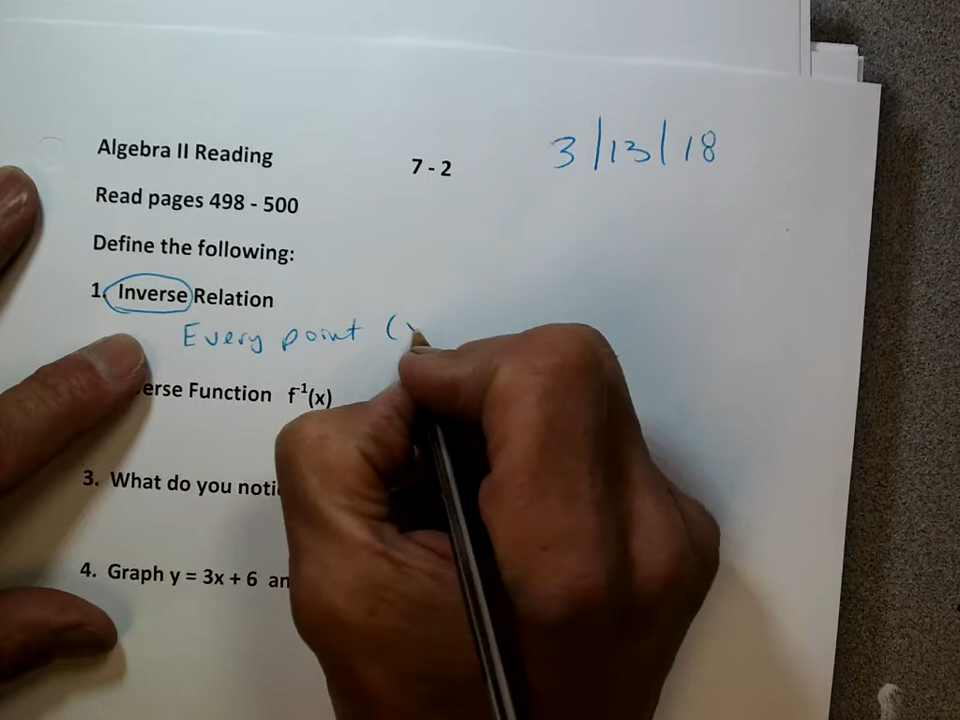 Algebra II Reading 7 - 2 3/13/18
Read pages 498 - 500
Define the following:
1. Inverse Relation
Every point (
erse Function f⁻¹(x)
3. What do you noti
4. Graph y = 3x + 6 an